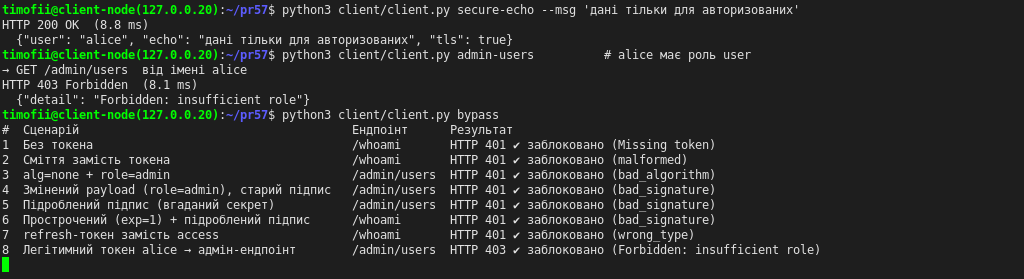 timofii@client-node(127.0.0.20):~/pr57$ python3 client/client.py secure-echo --msg 'дані тільки для авторизованих'
HTTP 200 OK  (8.8 ms)
  {"user": "alice", "echo": "дані тільки для авторизованих", "tls": true}
timofii@client-node(127.0.0.20):~/pr57$ python3 client/client.py admin-users          # alice має роль user
→ GET /admin/users  від імені alice
HTTP 403 Forbidden  (8.1 ms)
  {"detail": "Forbidden: insufficient role"}
timofii@client-node(127.0.0.20):~/pr57$ python3 client/client.py bypass
#  Сценарій                                       Ендпоінт      Результат
1  Без токена                                     /whoami       HTTP 401 ✔ заблоковано (Missing token)
2  Сміття замість токена                          /whoami       HTTP 401 ✔ заблоковано (malformed)
3  alg=none + role=admin                          /admin/users  HTTP 401 ✔ заблоковано (bad_algorithm)
4  Змінений payload (role=admin), старий підпис   /admin/users  HTTP 401 ✔ заблоковано (bad_signature)
5  Підроблений підпис (вгаданий секрет)           /admin/users  HTTP 401 ✔ заблоковано (bad_signature)
6  Прострочений (exp=1) + підроблений підпис      /whoami       HTTP 401 ✔ заблоковано (bad_signature)
7  refresh-токен замість access                   /whoami       HTTP 401 ✔ заблоковано (wrong_type)
8  Легітимний токен alice → адмін-ендпоінт        /admin/users  HTTP 403 ✔ заблоковано (Forbidden: insufficient role)